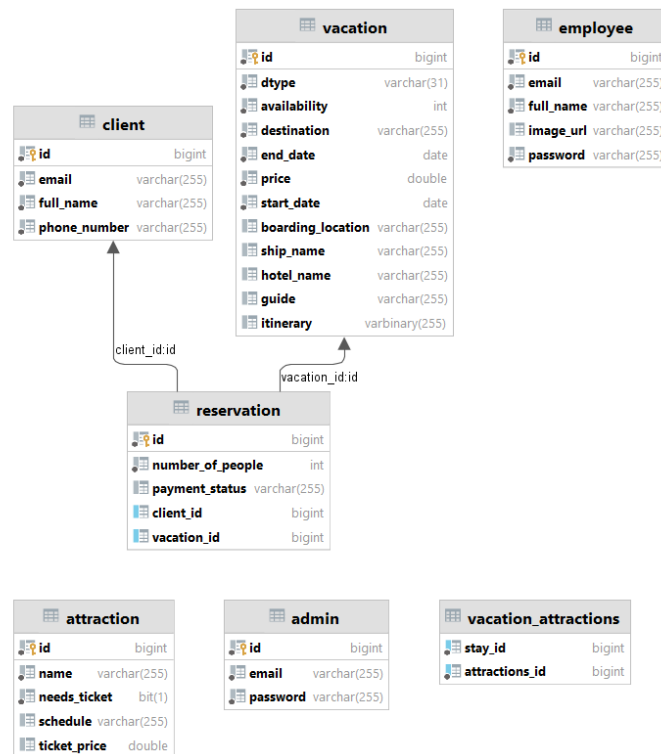 vacation
id bigint
dtype varchar(31)
availability int
destination varchar(255)
end_date date
price double
start_date date
boarding_location varchar(255)
ship_name varchar(255)
hotel_name varchar(255)
guide varchar(255)
itinerary varbinary(255)
employee
id bigint
email varchar(255)
full_name varchar(255)
image_url varchar(255)
password varchar(255)
client
id bigint
email varchar(255)
full_name varchar(255)
phone_number varchar(255)
client_id:id
vacation_id:id
reservation
id bigint
number_of_people int
payment_status varchar(255)
client_id bigint
vacation_id bigint
attraction
id bigint
name varchar(255)
needs_ticket bit(1)
schedule varchar(255)
ticket_price double
admin
id bigint
email varchar(255)
password varchar(255)
vacation_attractions
stay_id bigint
attractions_id bigint